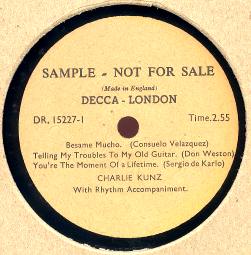 SAMPLE - NOT FOR SALE
(Made in England)
DECCA - LONDON
DR, 15227-1 Time.2.55
Besame Mucho. (Consuelo Velazquez)
Telling My Troubles To My Old Guitar. (Don Weston)
You're The Moment Of a Lifetime. (Sergio de Karlo)
CHARLIE KUNZ
With Rhythm Accompaniment.